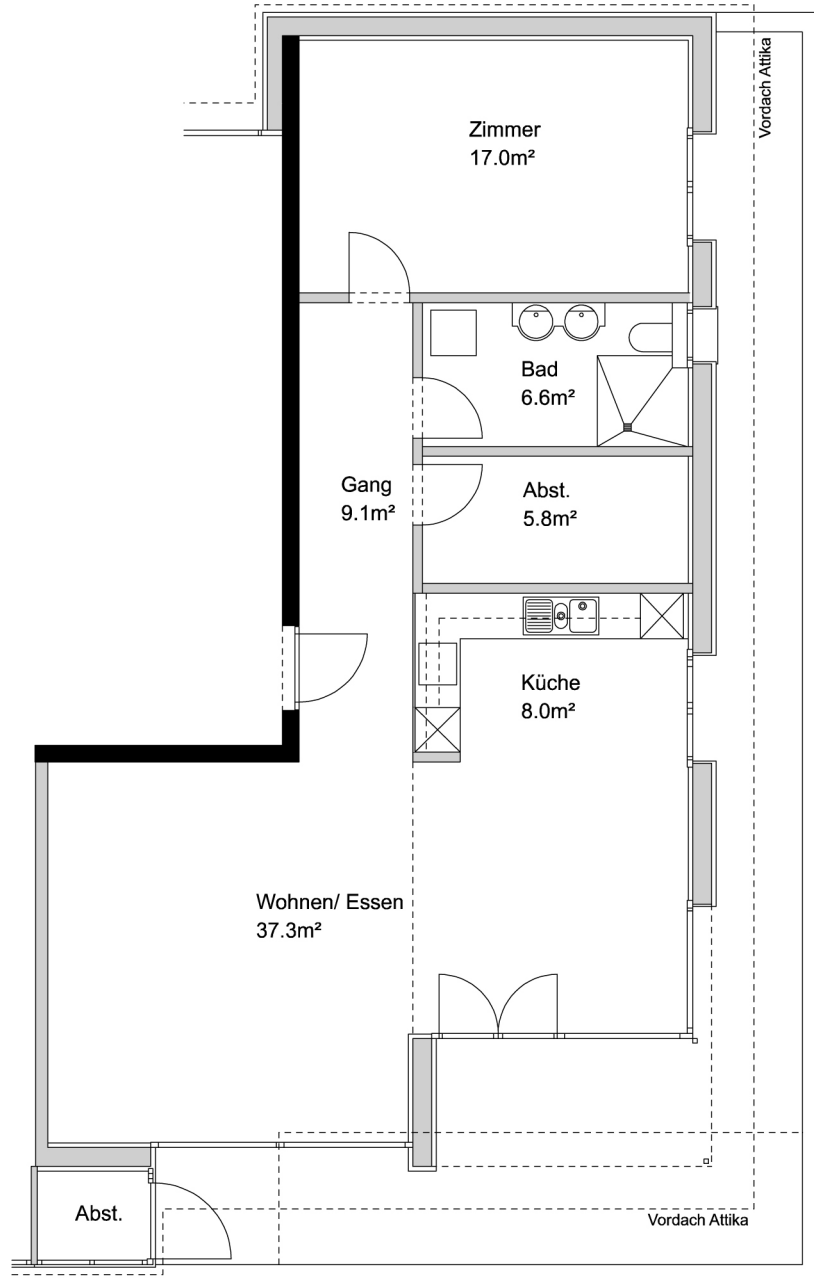 Vordach Attika
Zimmer
17.0m²
Bad
6.6m²
Gang
9.1m²
Abst.
5.8m²
Küche
8.0m²
Wohnen/ Essen
37.3m²
Abst.
Vordach Attika